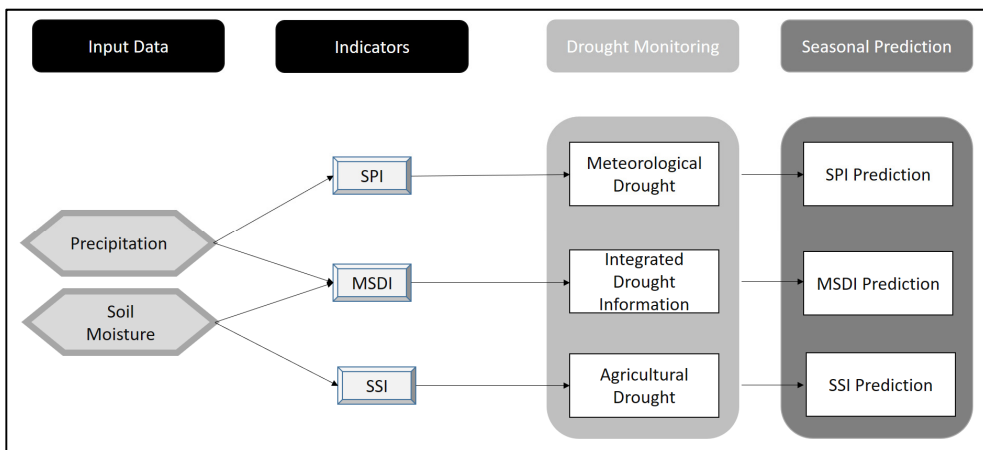 Input Data
Indicators
Drought Monitoring
Seasonal Prediction
Precipitation
Soil
Moisture
SPI
MSDI
SSI
Meteorological
Drought
Integrated
Drought
Information
Agricultural
Drought
SPI Prediction
MSDI Prediction
SSI Prediction